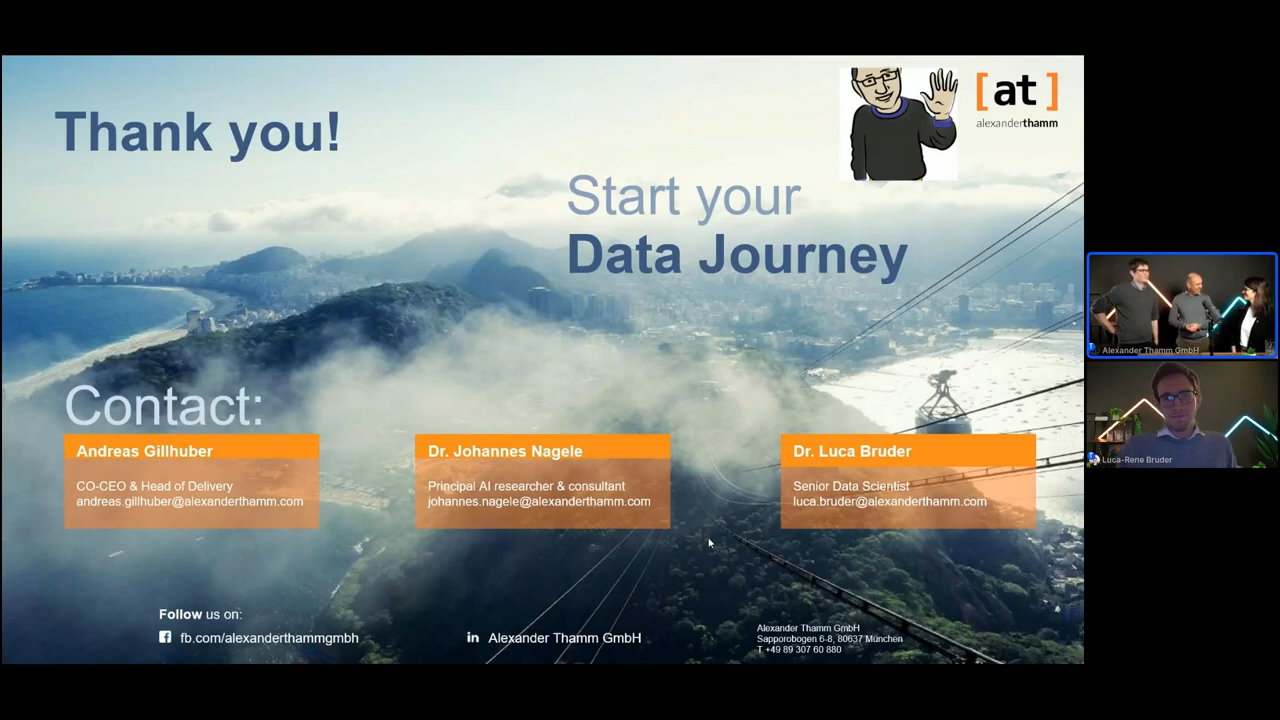 Thank you!
[at]
alexanderthamm
Start your
Data Journey
Contact:
Andreas Gillhuber
CO-CEO & Head of Delivery
andreas.gillhuber@alexanderthamm.com
Dr. Johannes Nagele
Principal AI researcher & consultant
johannes.nagele@alexanderthamm.com
Dr. Luca Bruder
Senior Data Scientist
luca.bruder@alexanderthamm.com
Follow us on:
fb.com/alexanderthammgmbh
in Alexander Thamm GmbH
Alexander Thamm GmbH
Sapporobogen 6-8, 80637 München
T +49 89 307 60 880
Alexander Thamm GmbH
Luca-Rene Bruder